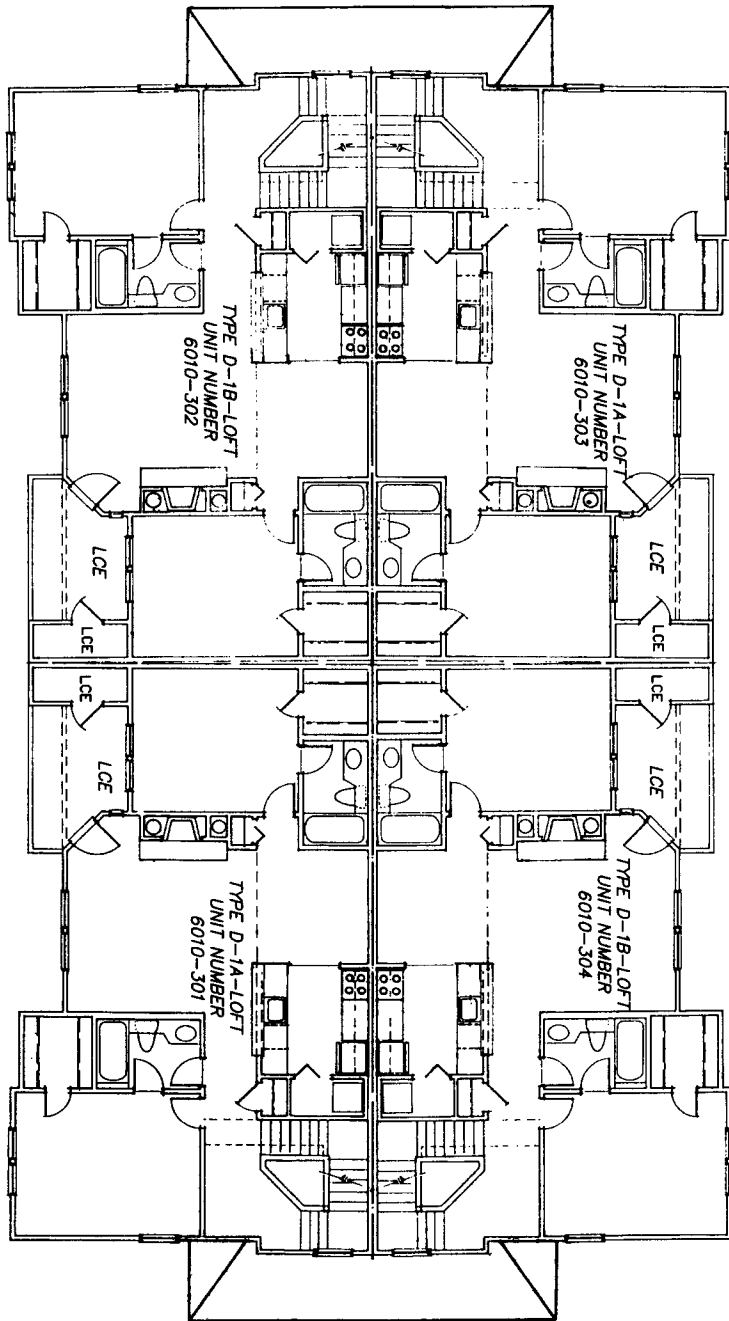 TYPE D-1B-LOFT
UNIT NUMBER
6010-302
TYPE D-1A-LOFT
UNIT NUMBER
6010-303
LCE
LCE
LCE
LCE
LCE
LCE
LCE
LCE
TYPE D-1A-LOFT
UNIT NUMBER
6010-301
TYPE D-1B-LOFT
UNIT NUMBER
6010-304